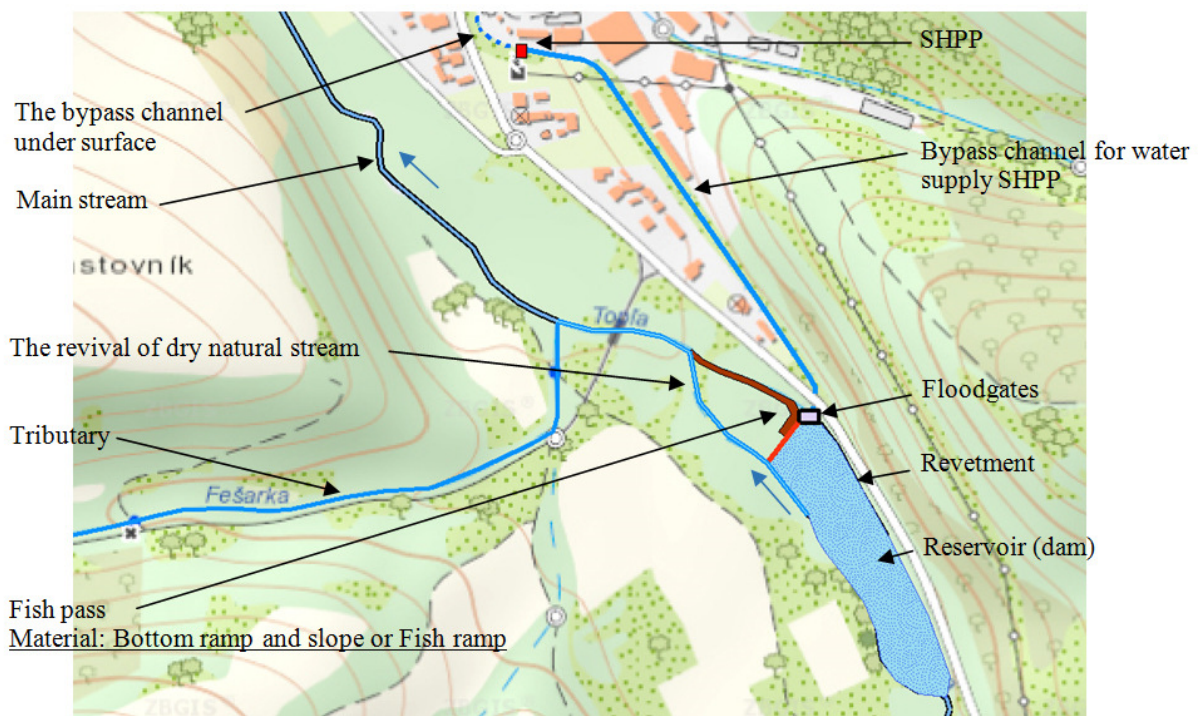 SHPP
The bypass channel
under surface
Bypass channel for water
supply SHPP
Main stream
stovník
Topľa
The revival of dry natural stream
Floodgates
Tributary
Revetment
Fešarka
Reservoir (dam)
Fish pass
Material: Bottom ramp and slope or Fish ramp
ZBGIS